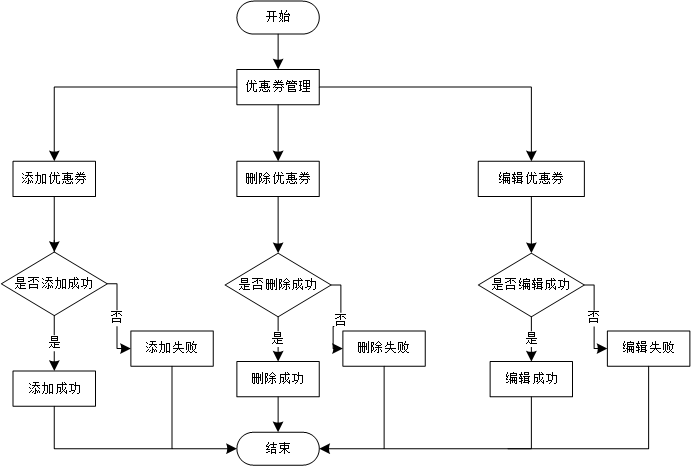 开始
优惠券管理
添加优惠券
删除优惠券
编辑优惠券
是否添加成功
是否删除成功
是否编辑成功
否
否
否
是
是
是
添加失败
删除失败
编辑失败
添加成功
删除成功
编辑成功
结束